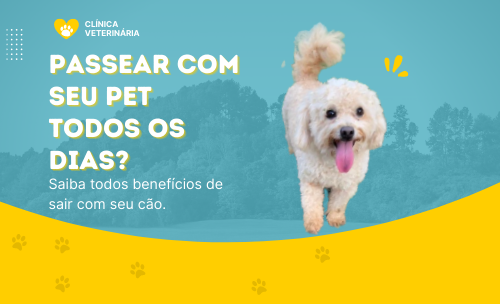 CLÍNICA
VETERINÁRIA
PASSEAR COM
SEU PET
TODOS OS
DIAS?
Saiba todos benefícios de
sair com seu cão.